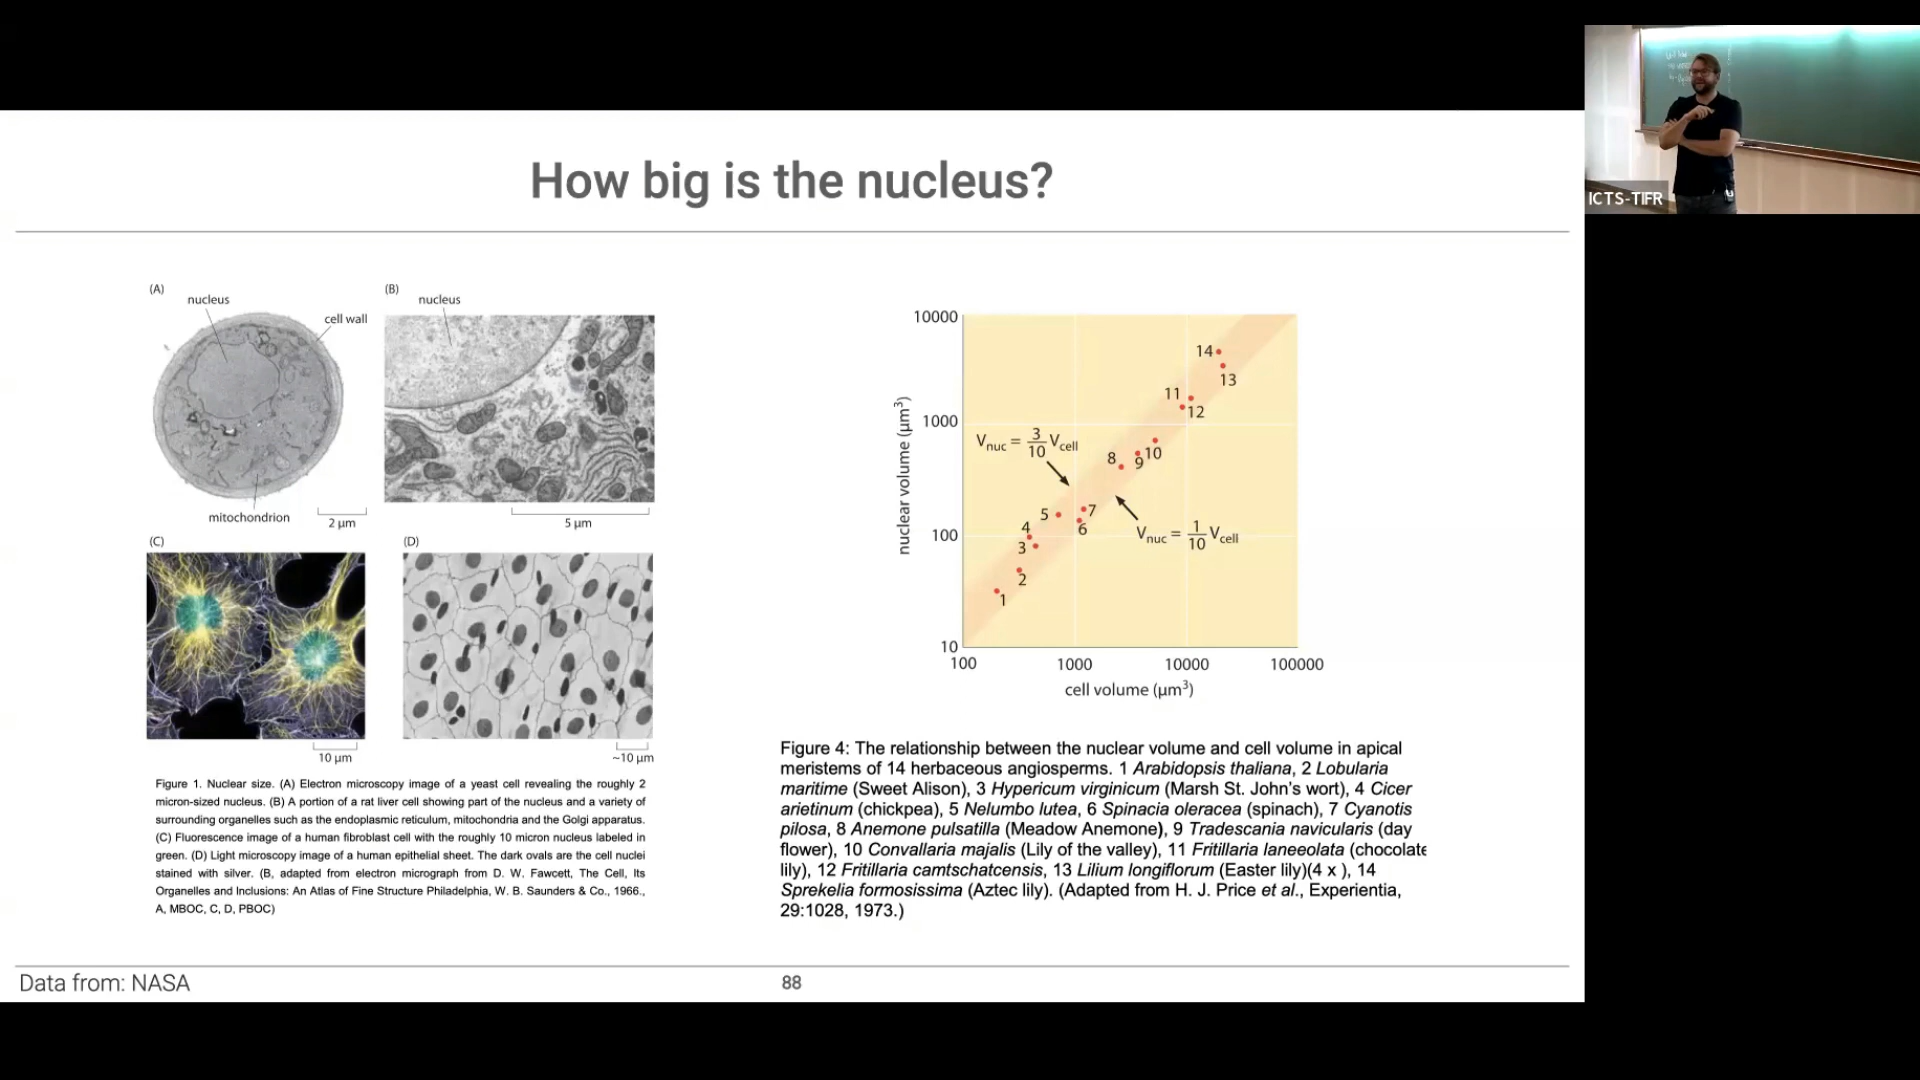 How big is the nucleus?
(A)
nucleus
cell wall
mitochondrion
2 µm
(B)
nucleus
5 µm
(C)
10 µm
(D)
~10 µm
Figure 1. Nuclear size. (A) Electron microscopy image of a yeast cell revealing the roughly 2
micron-sized nucleus. (B) A portion of a rat liver cell showing part of the nucleus and a variety of
surrounding organelles such as the endoplasmic reticulum, mitochondria and the Golgi apparatus.
(C) Fluorescence image of a human fibroblast cell with the roughly 10 micron nucleus labeled in
green. (D) Light microscopy image of a human epithelial sheet. The dark ovals are the cell nuclei
stained with silver. (B, adapted from electron micrograph from D. W. Fawcett, The Cell, Its
Organelles and Inclusions: An Atlas of Fine Structure Philadelphia, W. B. Saunders & Co., 1966.,
A, MBOC, C, D, PBOC)
nuclear volume (µm³)
10000
1000
100
10
100
1000
10000
100000
cell volume (µm³)
V_nuc = 3/10 V_cell
V_nuc = 1/10 V_cell
1
2
3
4
5
6
7
8
9
10
11
12
13
14
Figure 4: The relationship between the nuclear volume and cell volume in apical
meristems of 14 herbaceous angiosperms. 1 Arabidopsis thaliana, 2 Lobularia
maritime (Sweet Alison), 3 Hypericum virginicum (Marsh St. John's wort), 4 Cicer
arietinum (chickpea), 5 Nelumbo lutea, 6 Spinacia oleracea (spinach), 7 Cyanotis
pilosa, 8 Anemone pulsatilla (Meadow Anemone), 9 Tradescania navicularis (day
flower), 10 Convallaria majalis (Lily of the valley), 11 Fritillaria laneeolata (chocolate
lily), 12 Fritillaria camtschatcensis, 13 Lilium longiflorum (Easter lily)(4 x ), 14
Sprekelia formosissima (Aztec lily). (Adapted from H. J. Price et al., Experientia,
29:1028, 1973.)
Data from: NASA
88
ICTS-TIFR